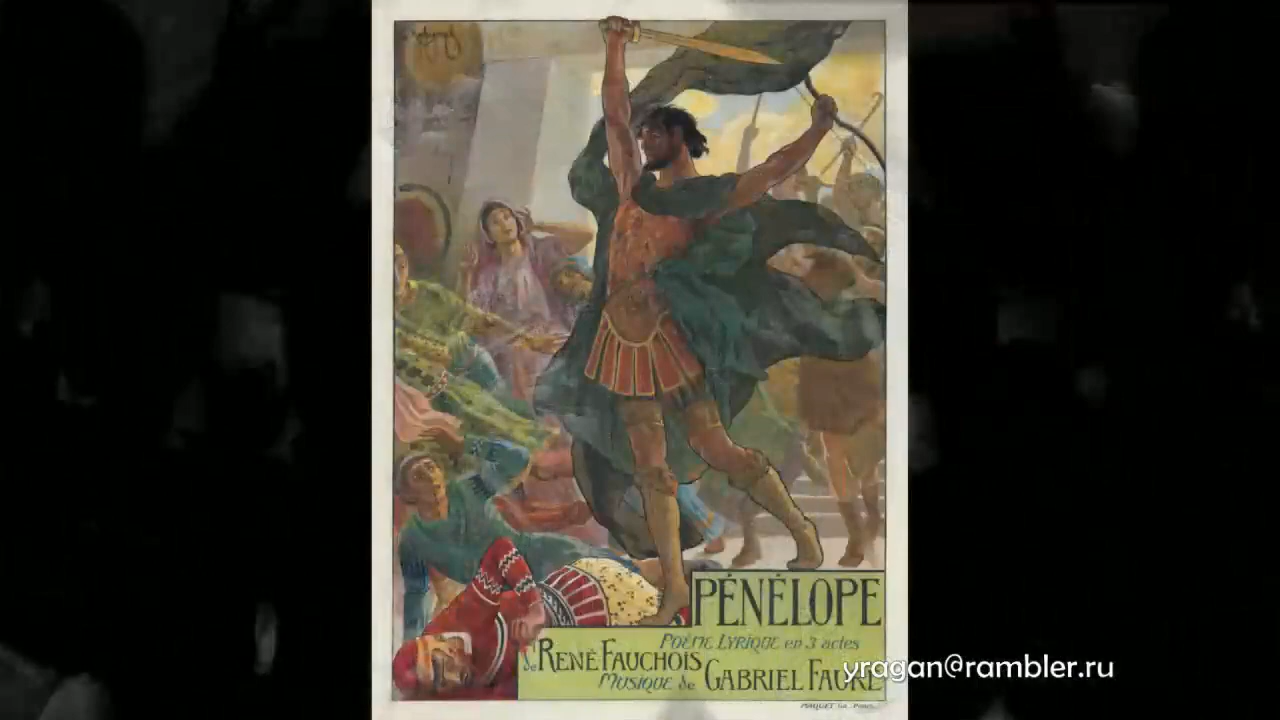 PÉNÉLOPE
POÈME LYRIQUE en 3 actes
de RENÉ FAUCHOIS
MUSIQUE de GABRIEL FAURÉ
yragan@rambler.ru